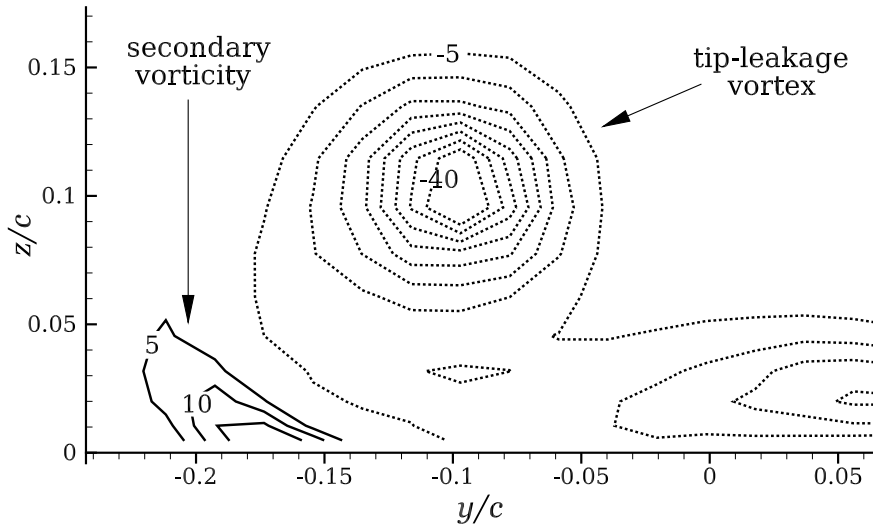 secondary
vorticity
tip-leakage
vortex
-5
-40
5
10
0.15
0.1
0.05
0
z/c
-0.2
-0.15
-0.1
-0.05
0
0.05
y/c